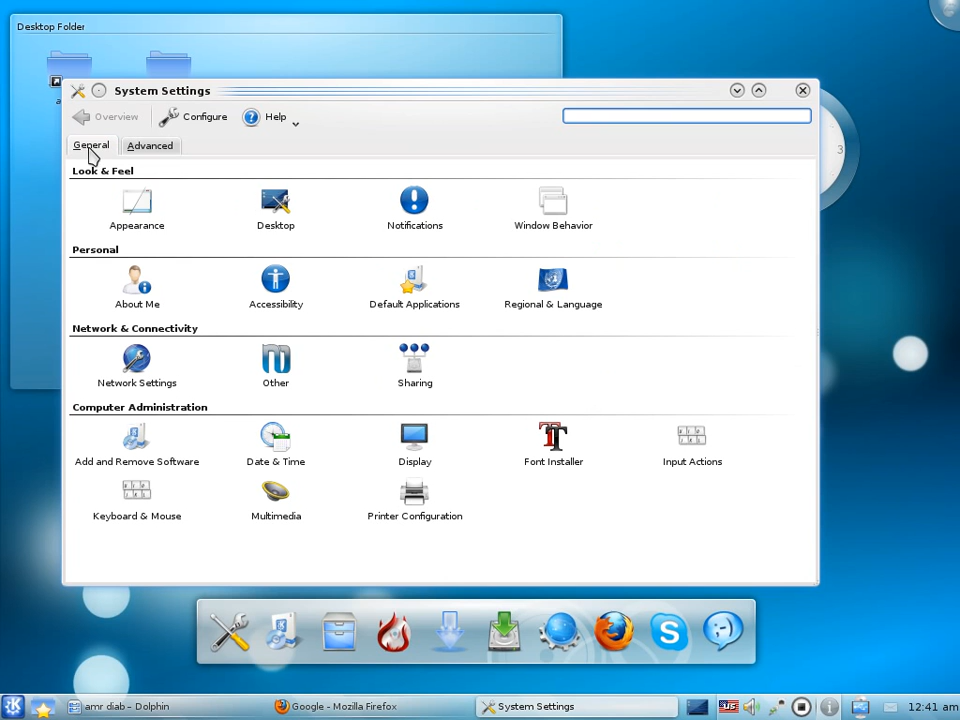 Desktop Folder
System Settings
Overview Configure Help
General Advanced
Look & Feel
Appearance Desktop Notifications Window Behavior
Personal
About Me Accessibility Default Applications Regional & Language
Network & Connectivity
Network Settings Other Sharing
Computer Administration
Add and Remove Software Date & Time Display Font Installer Input Actions
Keyboard & Mouse Multimedia Printer Configuration
amr diab – Dolphin Google - Mozilla Firefox System Settings US 12:41 am